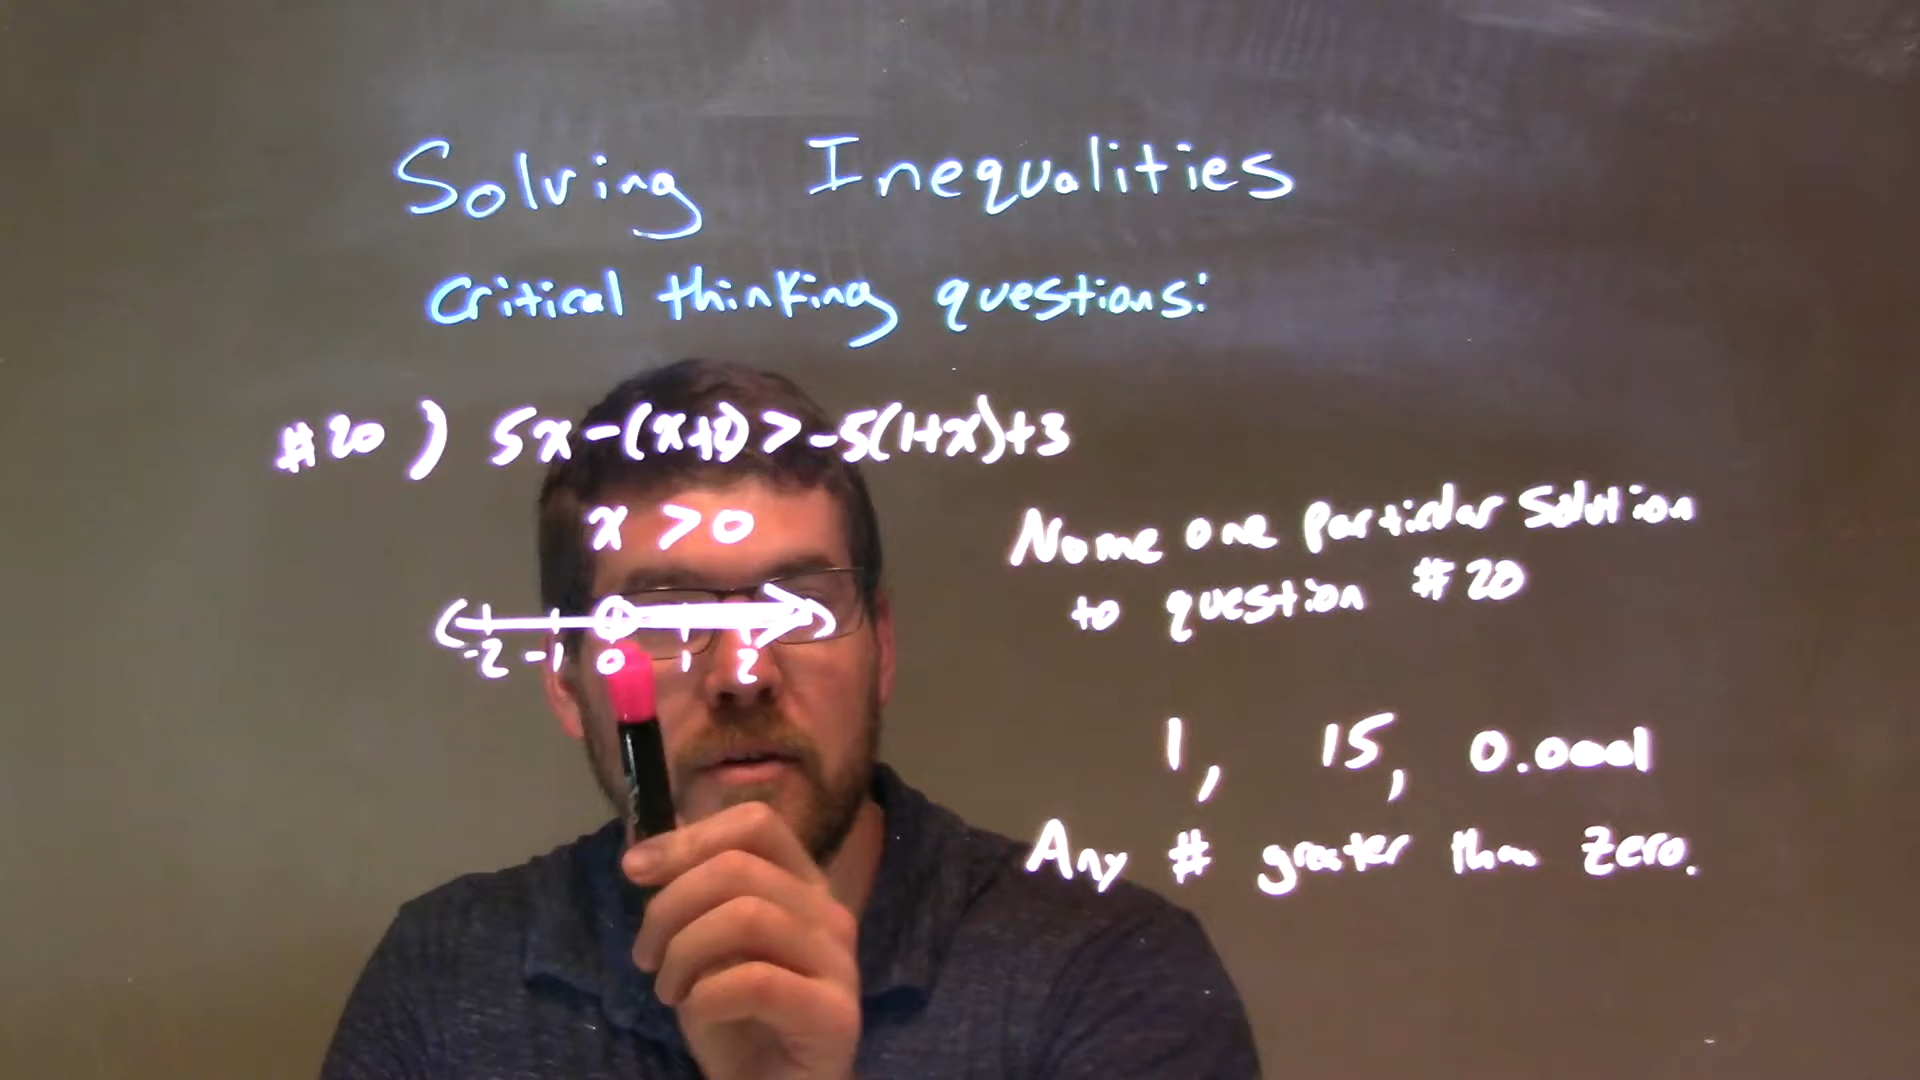 Solving Inequalities
Critical thinking questions:
#20) 5x-(x+2)>-5(1+x)+3
x > 0
-2 -1 0 1 2
Name one particular solution
to question #20
1, 15, 0.0001
Any # greater than zero.